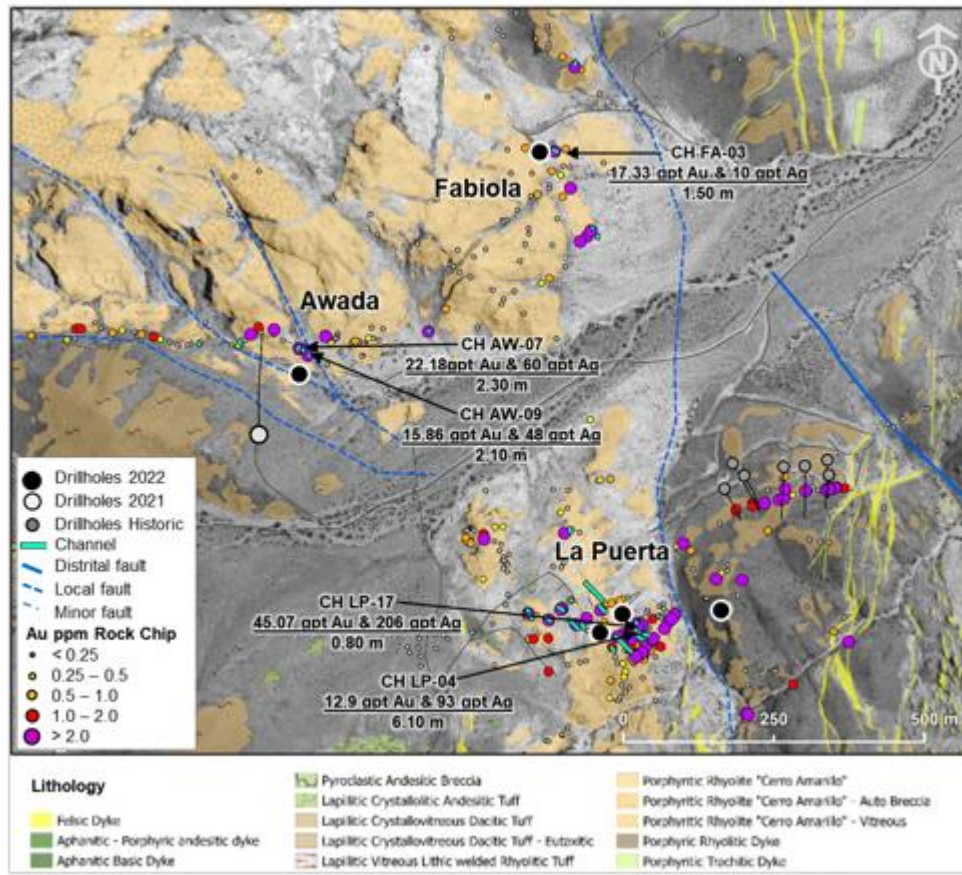 N
CH FA-03
17.33 gpt Au & 10 gpt Ag
1.50 m
Fabiola
Awada
CH AW-07
22.18gpt Au & 60 gpt Ag
2.30 m
CH AW-09
15.86 gpt Au & 48 gpt Ag
2.10 m
La Puerta
CH LP-17
45.07 gpt Au & 206 gpt Ag
0.80 m
CH LP-04
12.9 gpt Au & 93 gpt Ag
6.10 m
0 250 500 m
Drillholes 2022
Drillholes 2021
Drillholes Historic
Channel
Distrital fault
Local fault
Minor fault
Au ppm Rock Chip
< 0.25
0.25 – 0.5
0.5 – 1.0
1.0 – 2.0
> 2.0
Lithology
Felsic Dyke
Aphanitic - Porphyric andesitic dyke
Aphanitic Basic Dyke
Pyroclastic Andesitic Breccia
Lapilitic Crystallolitic Andesitic Tuff
Lapilitic Crystallovitreous Dacitic Tuff
Lapilitic Crystallovitreous Dacitic Tuff - Eutaxitic
Lapilitic Vitreous Lithic welded Rhyolitic Tuff
Porphyritic Rhyolite "Cerro Amarillo"
Porphyritic Rhyolite "Cerro Amarillo" - Auto Breccia
Porphyritic Rhyolite "Cerro Amarillo" - Vitreous
Porphyric Rhyolitic Dyke
Porphyritic Trachitic Dyke